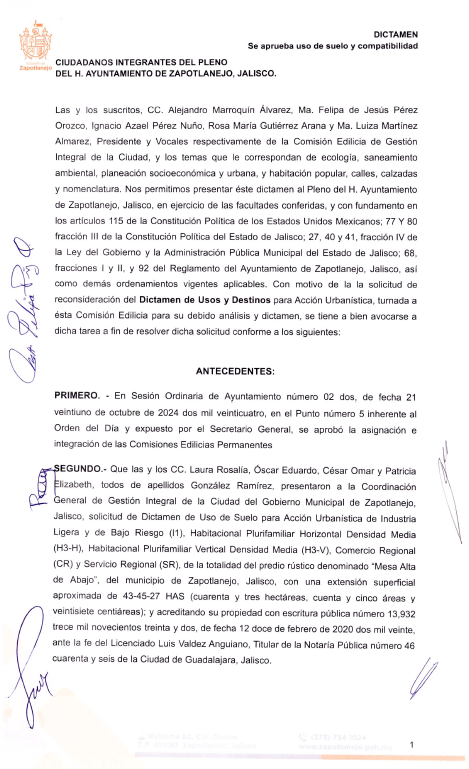 DICTAMEN
Se aprueba uso de suelo y compatibilidad
Zapotlanejo
CIUDADANOS INTEGRANTES DEL PLENO
DEL H. AYUNTAMIENTO DE ZAPOTLANEJO, JALISCO.
Las y los suscritos, CC. Alejandro Marroquín Álvarez, Ma. Felipa de Jesús Pérez
Orozco, Ignacio Azael Pérez Nuño, Rosa María Gutiérrez Arana y Ma. Luiza Martínez
Almarez, Presidente y Vocales respectivamente de la Comisión Edilicia de Gestión
Integral de la Ciudad, y los temas que le correspondan de ecología, saneamiento
ambiental, planeación socioeconómica y urbana, y habitación popular, calles, calzadas
y nomenclatura. Nos permitimos presentar éste dictamen al Pleno del H. Ayuntamiento
de Zapotlanejo, Jalisco, en ejercicio de las facultades conferidas, y con fundamento en
los artículos 115 de la Constitución Política de los Estados Unidos Mexicanos; 77 Y 80
fracción III de la Constitución Política del Estado de Jalisco; 27, 40 y 41, fracción IV de
la Ley del Gobierno y la Administración Pública Municipal del Estado de Jalisco; 68,
fracciones I y II, y 92 del Reglamento del Ayuntamiento de Zapotlanejo, Jalisco, así
como demás ordenamientos vigentes aplicables. Con motivo de la la solicitud de
reconsideración del Dictamen de Usos y Destinos para Acción Urbanística, turnada a
ésta Comisión Edilicia para su debido análisis y dictamen, se tiene a bien avocarse a
dicha tarea a fin de resolver dicha solicitud conforme a los siguientes:
ANTECEDENTES:
PRIMERO. - En Sesión Ordinaria de Ayuntamiento número 02 dos, de fecha 21
veintiuno de octubre de 2024 dos mil veinticuatro, en el Punto número 5 inherente al
Orden del Día y expuesto por el Secretario General, se aprobó la asignación e
integración de las Comisiones Edilicias Permanentes
SEGUNDO.- Que las y los CC. Laura Rosalía, Óscar Eduardo, César Omar y Patricia
Elizabeth, todos de apellidos González Ramírez, presentaron a la Coordinación
General de Gestión Integral de la Ciudad del Gobierno Municipal de Zapotlanejo,
Jalisco, solicitud de Dictamen de Uso de Suelo para Acción Urbanística de Industria
Ligera y de Bajo Riesgo (I1), Habitacional Plurifamiliar Horizontal Densidad Media
(H3-H), Habitacional Plurifamiliar Vertical Densidad Media (H3-V), Comercio Regional
(CR) y Servicio Regional (SR), de la totalidad del predio rústico denominado "Mesa Alta
de Abajo", del municipio de Zapotlanejo, Jalisco, con una extensión superficial
aproximada de 43-45-27 HAS (cuarenta y tres hectáreas, cuenta y cinco áreas y
veintisiete centiáreas); y acreditando su propiedad con escritura pública número 13,932
trece mil novecientos treinta y dos, de fecha 12 doce de febrero de 2020 dos mil veinte,
ante la fe del Licenciado Luis Valdez Anguiano, Titular de la Notaría Pública número 46
cuarenta y seis de la Ciudad de Guadalajara, Jalisco.
www.zapotlanejo.gob.mx
1